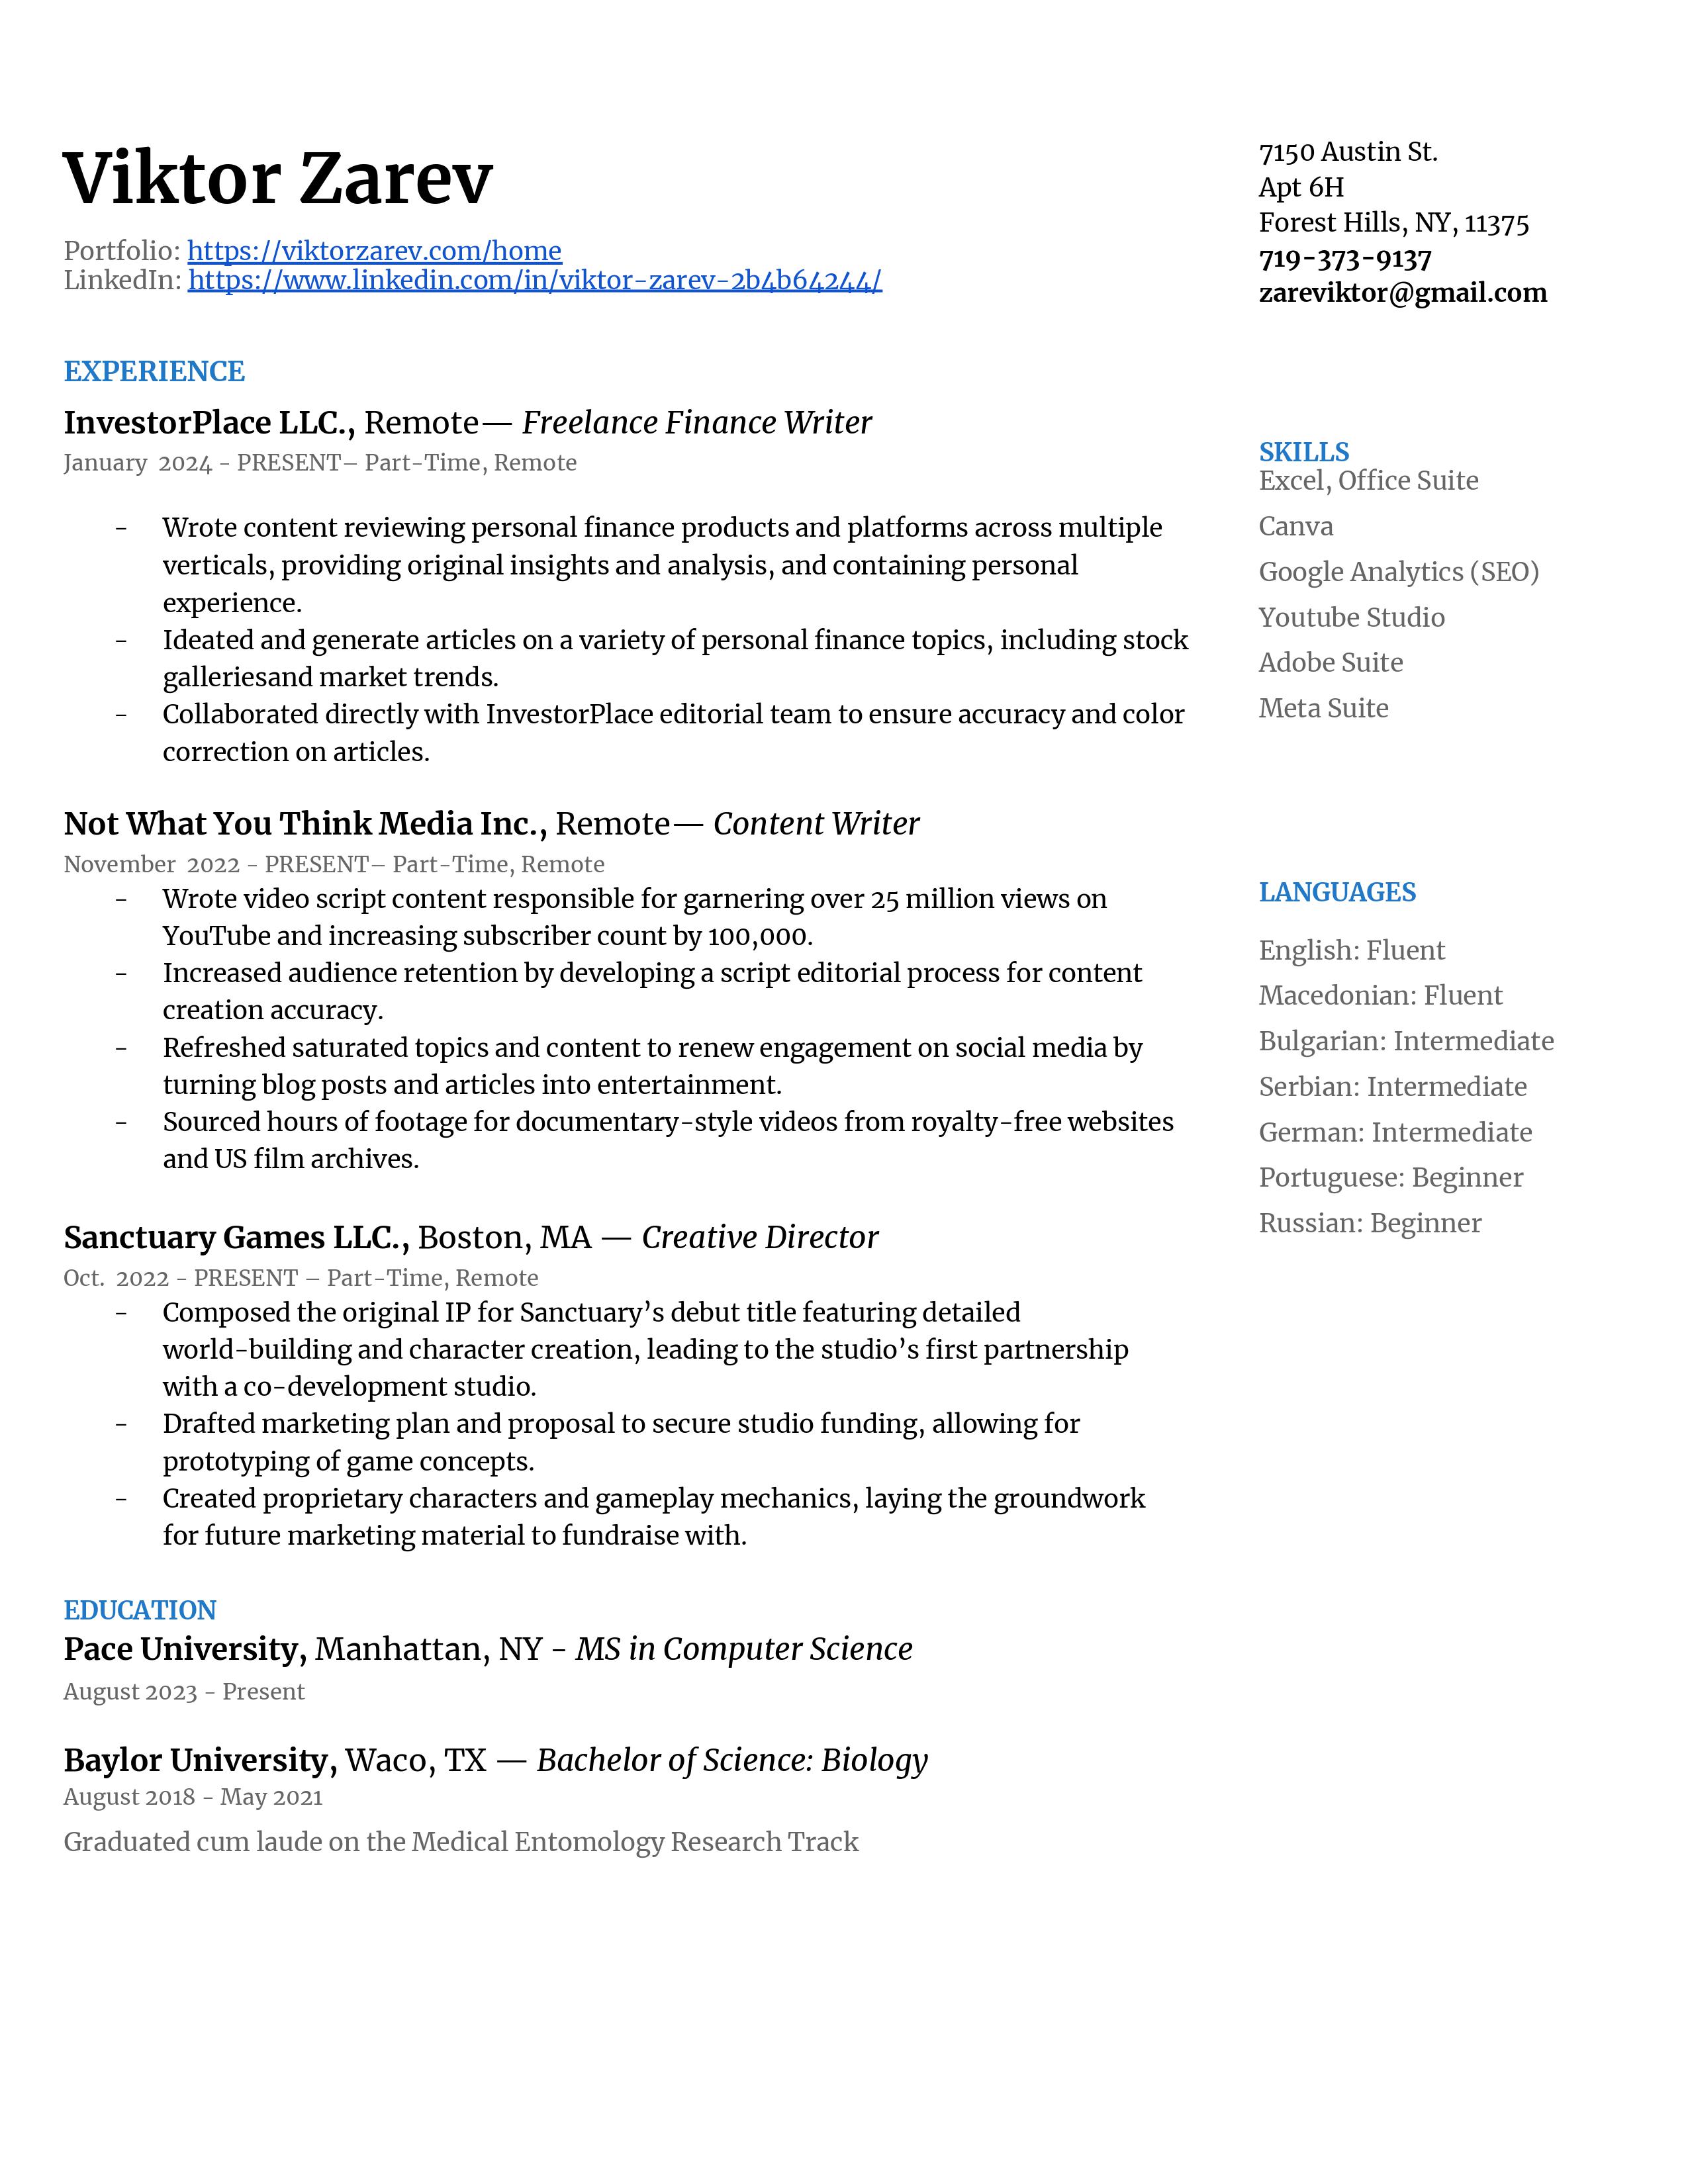 Viktor Zarev
Portfolio: https://viktorzarev.com/home
LinkedIn: https://www.linkedin.com/in/viktor-zarev-2b4b64244/
7150 Austin St.
Apt 6H
Forest Hills, NY, 11375
719-373-9137
zareviktor@gmail.com
EXPERIENCE
InvestorPlace LLC., Remote— Freelance Finance Writer
January 2024 - PRESENT– Part-Time, Remote
- Wrote content reviewing personal finance products and platforms across multiple
verticals, providing original insights and analysis, and containing personal
experience.
- Ideated and generate articles on a variety of personal finance topics, including stock
galleriesand market trends.
- Collaborated directly with InvestorPlace editorial team to ensure accuracy and color
correction on articles.
Not What You Think Media Inc., Remote— Content Writer
November 2022 - PRESENT– Part-Time, Remote
- Wrote video script content responsible for garnering over 25 million views on
YouTube and increasing subscriber count by 100,000.
- Increased audience retention by developing a script editorial process for content
creation accuracy.
- Refreshed saturated topics and content to renew engagement on social media by
turning blog posts and articles into entertainment.
- Sourced hours of footage for documentary-style videos from royalty-free websites
and US film archives.
Sanctuary Games LLC., Boston, MA — Creative Director
Oct. 2022 - PRESENT – Part-Time, Remote
- Composed the original IP for Sanctuary’s debut title featuring detailed
world-building and character creation, leading to the studio’s first partnership
with a co-development studio.
- Drafted marketing plan and proposal to secure studio funding, allowing for
prototyping of game concepts.
- Created proprietary characters and gameplay mechanics, laying the groundwork
for future marketing material to fundraise with.
EDUCATION
Pace University, Manhattan, NY - MS in Computer Science
August 2023 - Present
Baylor University, Waco, TX — Bachelor of Science: Biology
August 2018 - May 2021
Graduated cum laude on the Medical Entomology Research Track
SKILLS
Excel, Office Suite
Canva
Google Analytics (SEO)
Youtube Studio
Adobe Suite
Meta Suite
LANGUAGES
English: Fluent
Macedonian: Fluent
Bulgarian: Intermediate
Serbian: Intermediate
German: Intermediate
Portuguese: Beginner
Russian: Beginner